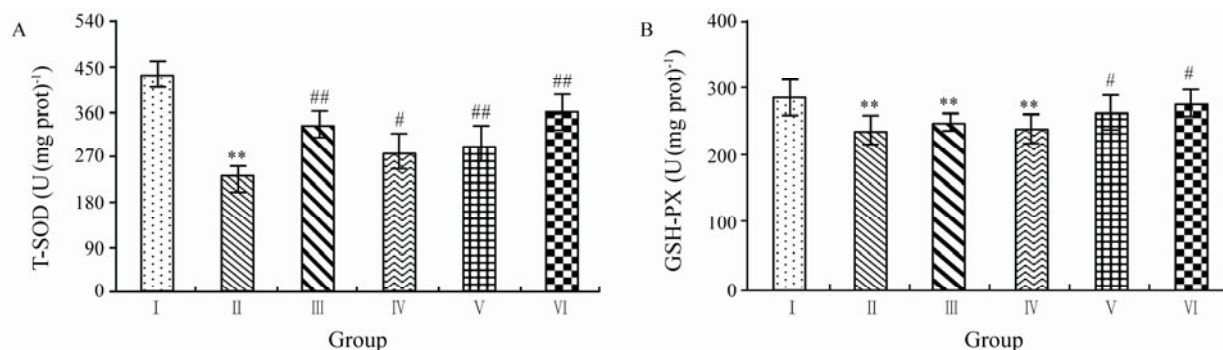 A
T-SOD (U (mg prot)⁻¹)
540
450
360
270
180
90
0
**
##
#
##
##
I
II
III
IV
V
VI
Group
B
GSH-PX (U (mg prot)⁻¹)
400
300
200
100
0
**
**
**
#
#
I
II
III
IV
V
VI
Group